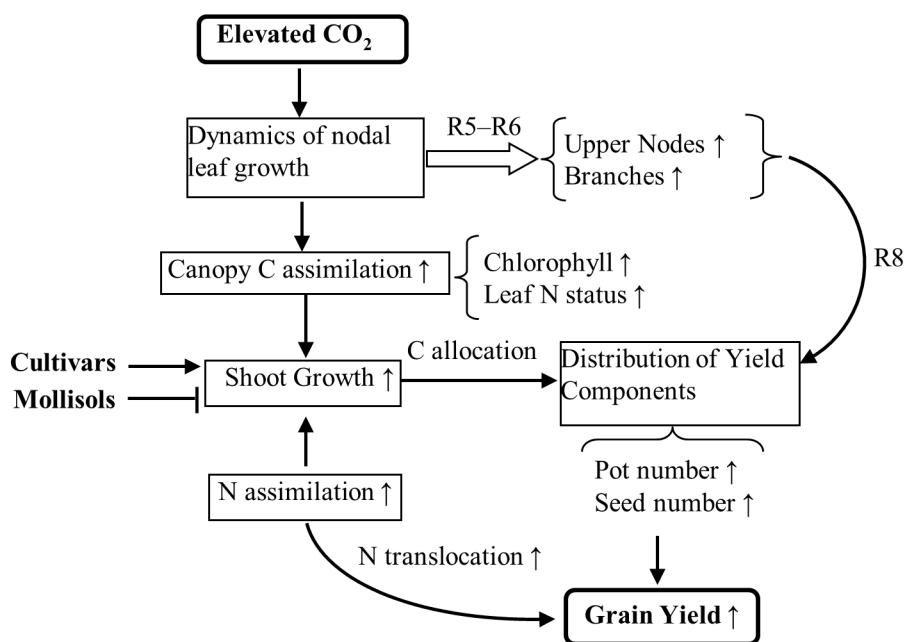 Elevated CO₂
Dynamics of nodal
leaf growth
R5–R6
Upper Nodes ↑
Branches ↑
R8
Canopy C assimilation ↑
Chlorophyll ↑
Leaf N status ↑
Cultivars
Mollisols
Shoot Growth ↑
C allocation
Distribution of Yield
Components
Pot number ↑
Seed number ↑
N assimilation ↑
N translocation ↑
Grain Yield ↑